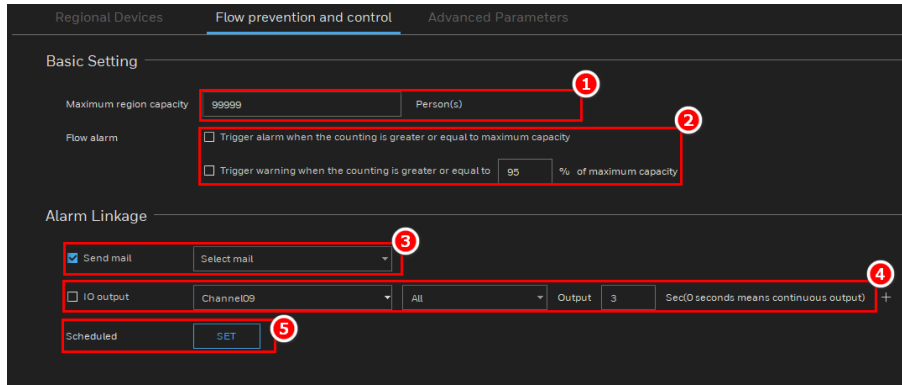 Regional Devices Flow prevention and control Advanced Parameters
Basic Setting
1
Maximum region capacity 99999 Person(s)
2
Flow alarm Trigger alarm when the counting is greater or equal to maximum capacity
Trigger warning when the counting is greater or equal to 95 % of maximum capacity
Alarm Linkage
3
Send mail Select mail
4
IO output Channel09 All Output 3 Sec(0 seconds means continuous output) +
Scheduled SET 5